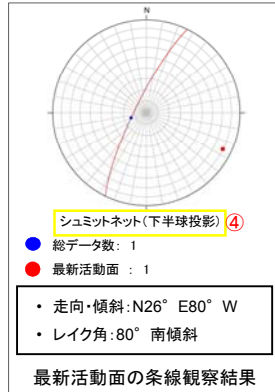 N
シュミットネット(下半球投影) ④
総データ数: 1
最新活動面 : 1
• 走向・傾斜:N26° E80° W
• レイク角:80° 南傾斜
最新活動面の条線観察結果